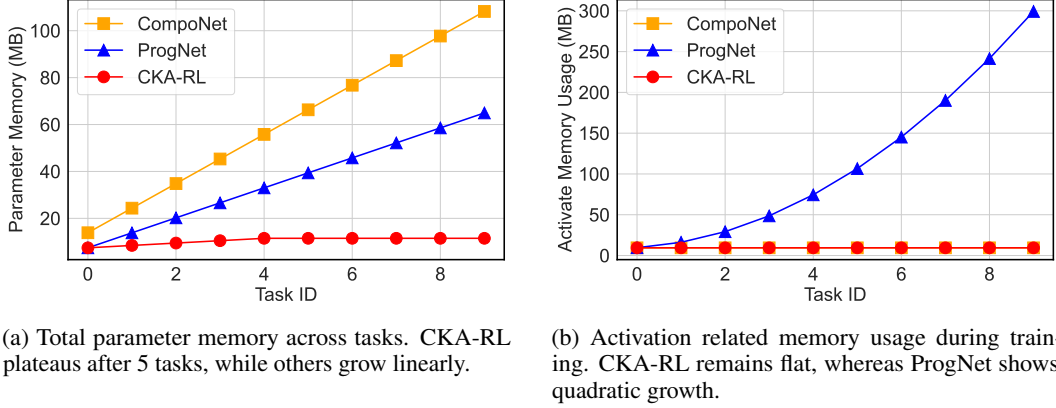 CompoNet
ProgNet
CKA-RL
Parameter Memory (MB)
100
80
60
40
20
0
2
4
6
8
Task ID
(a) Total parameter memory across tasks. CKA-RL
plateaus after 5 tasks, while others grow linearly.
CompoNet
ProgNet
CKA-RL
Activate Memory Usage (MB)
300
250
200
150
100
50
0
0
2
4
6
8
Task ID
(b) Activation related memory usage during train-
ing. CKA-RL remains flat, whereas ProgNet shows
quadratic growth.